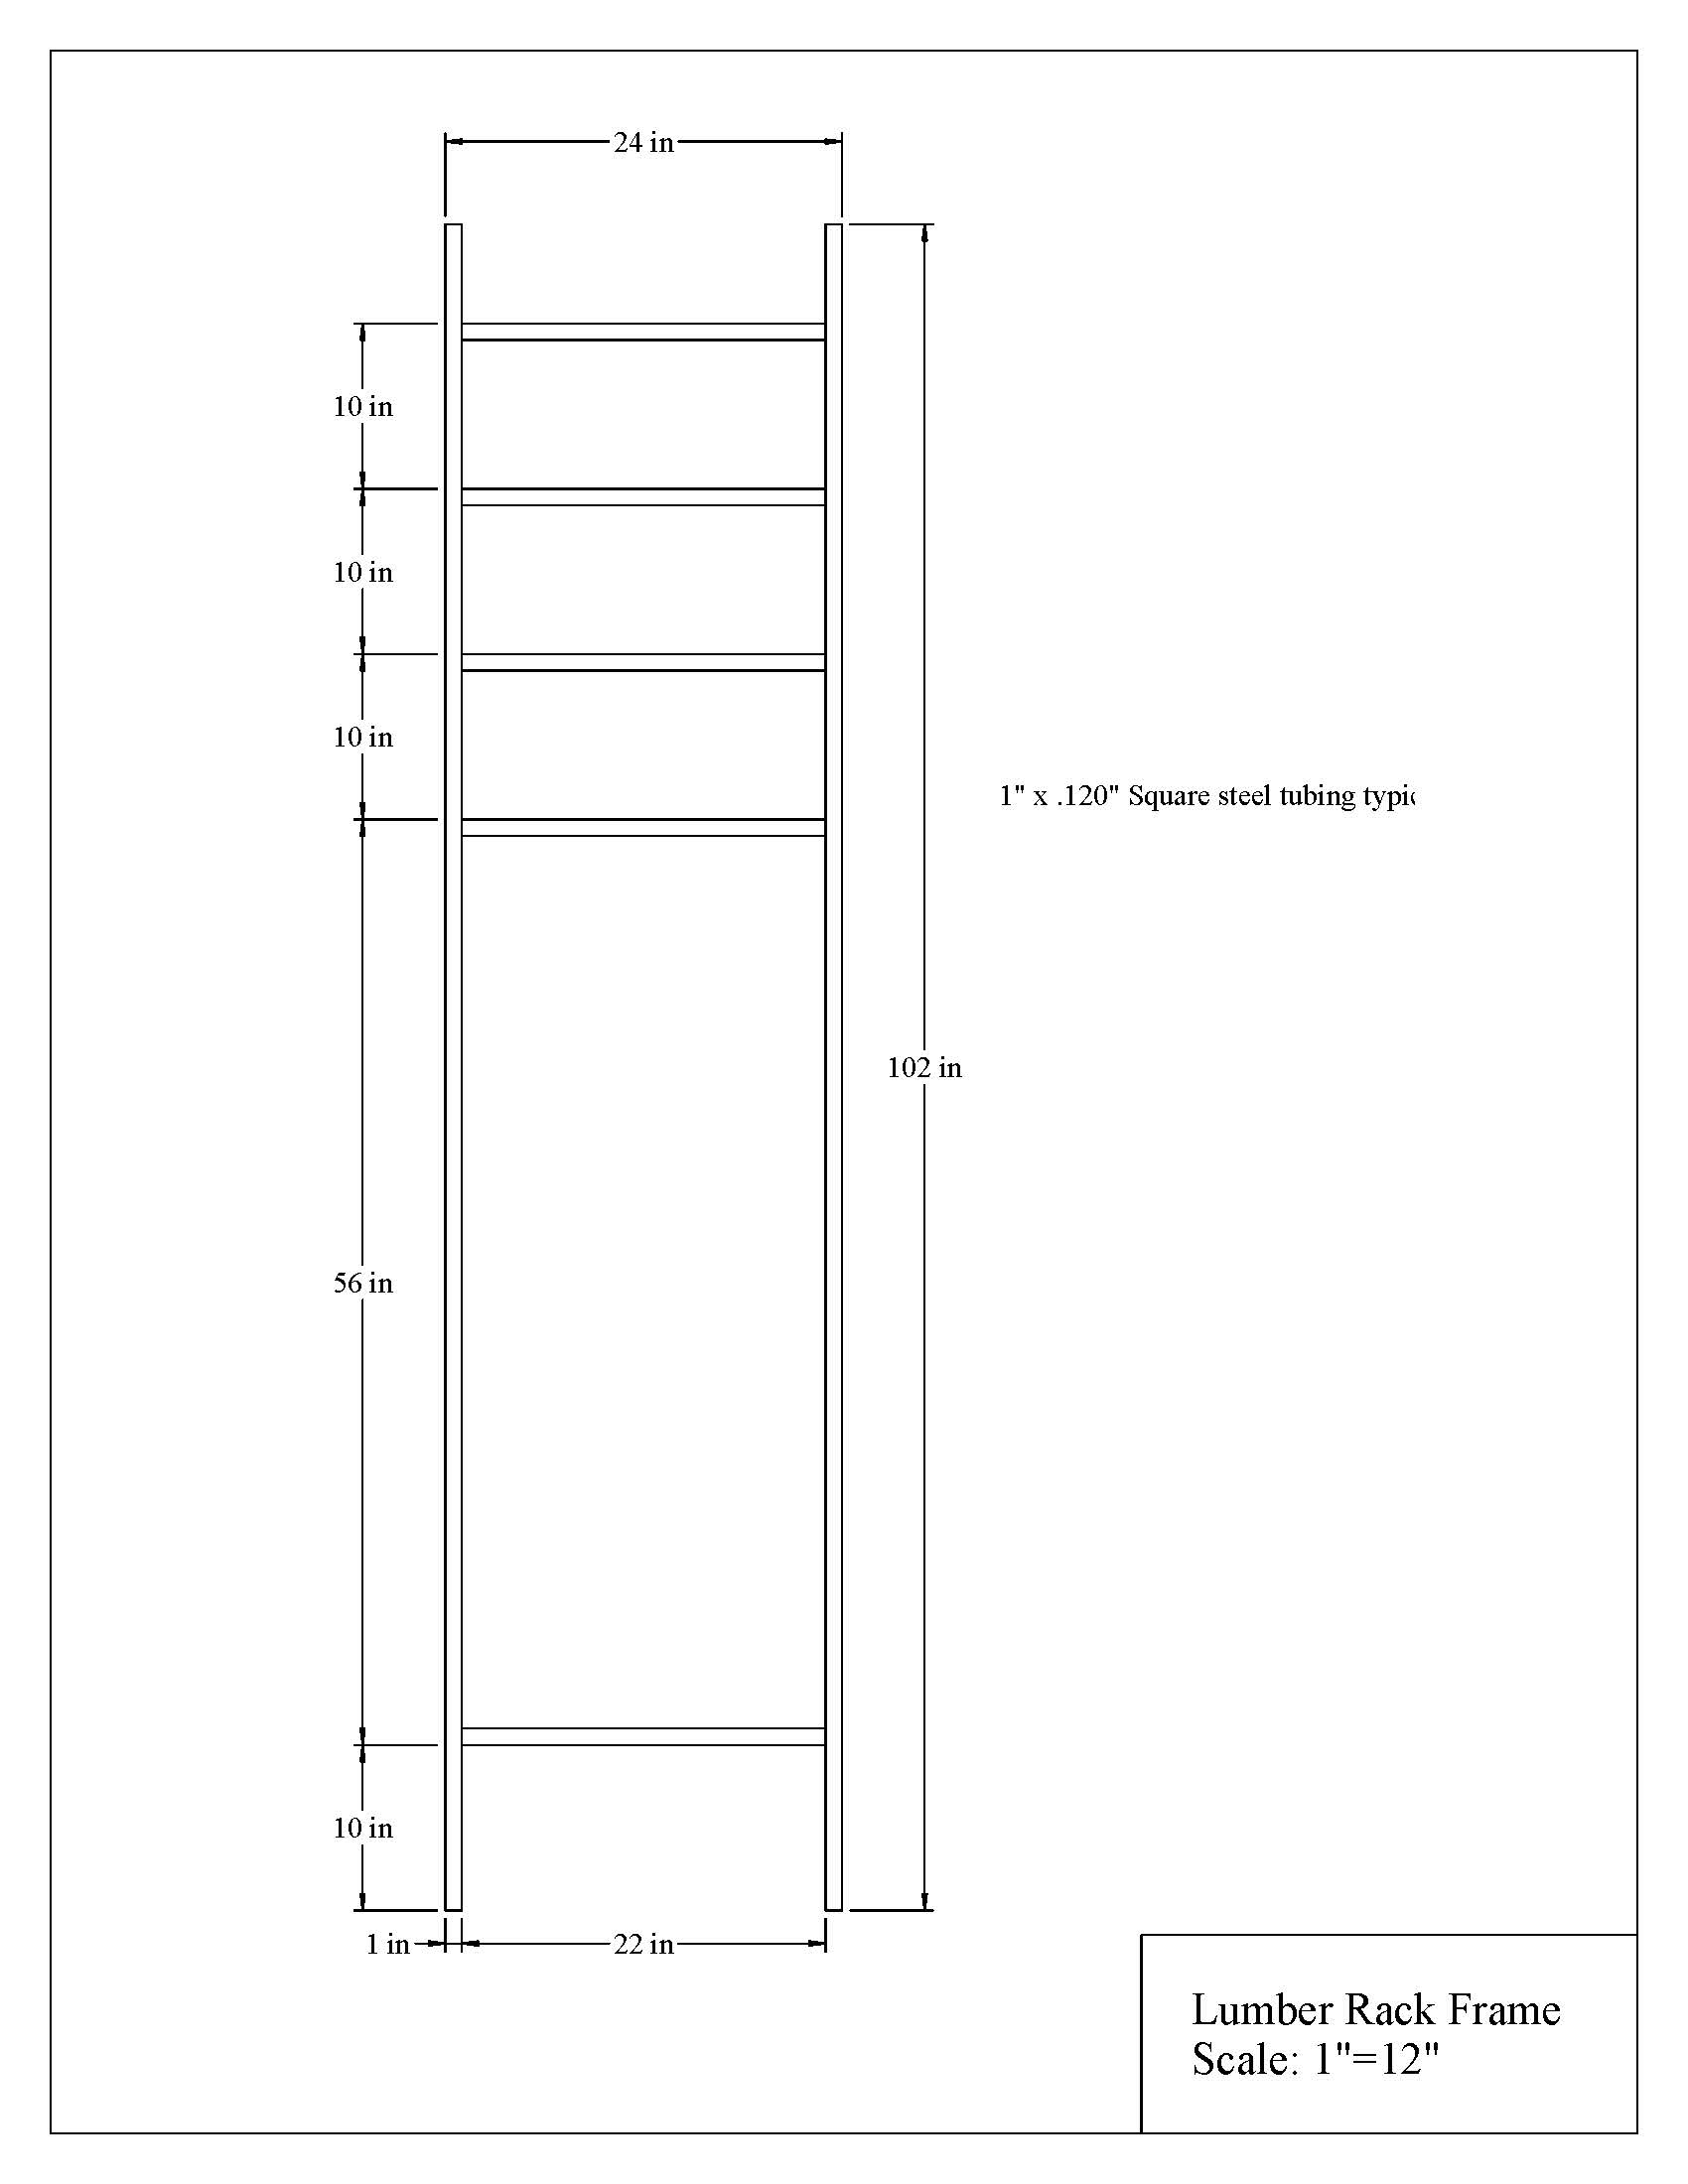 24 in
10 in
10 in
10 in
1" x .120" Square steel tubing
102 in
56 in
10 in
1 in
22 in
Lumber Rack Frame
Scale: 1"=12"